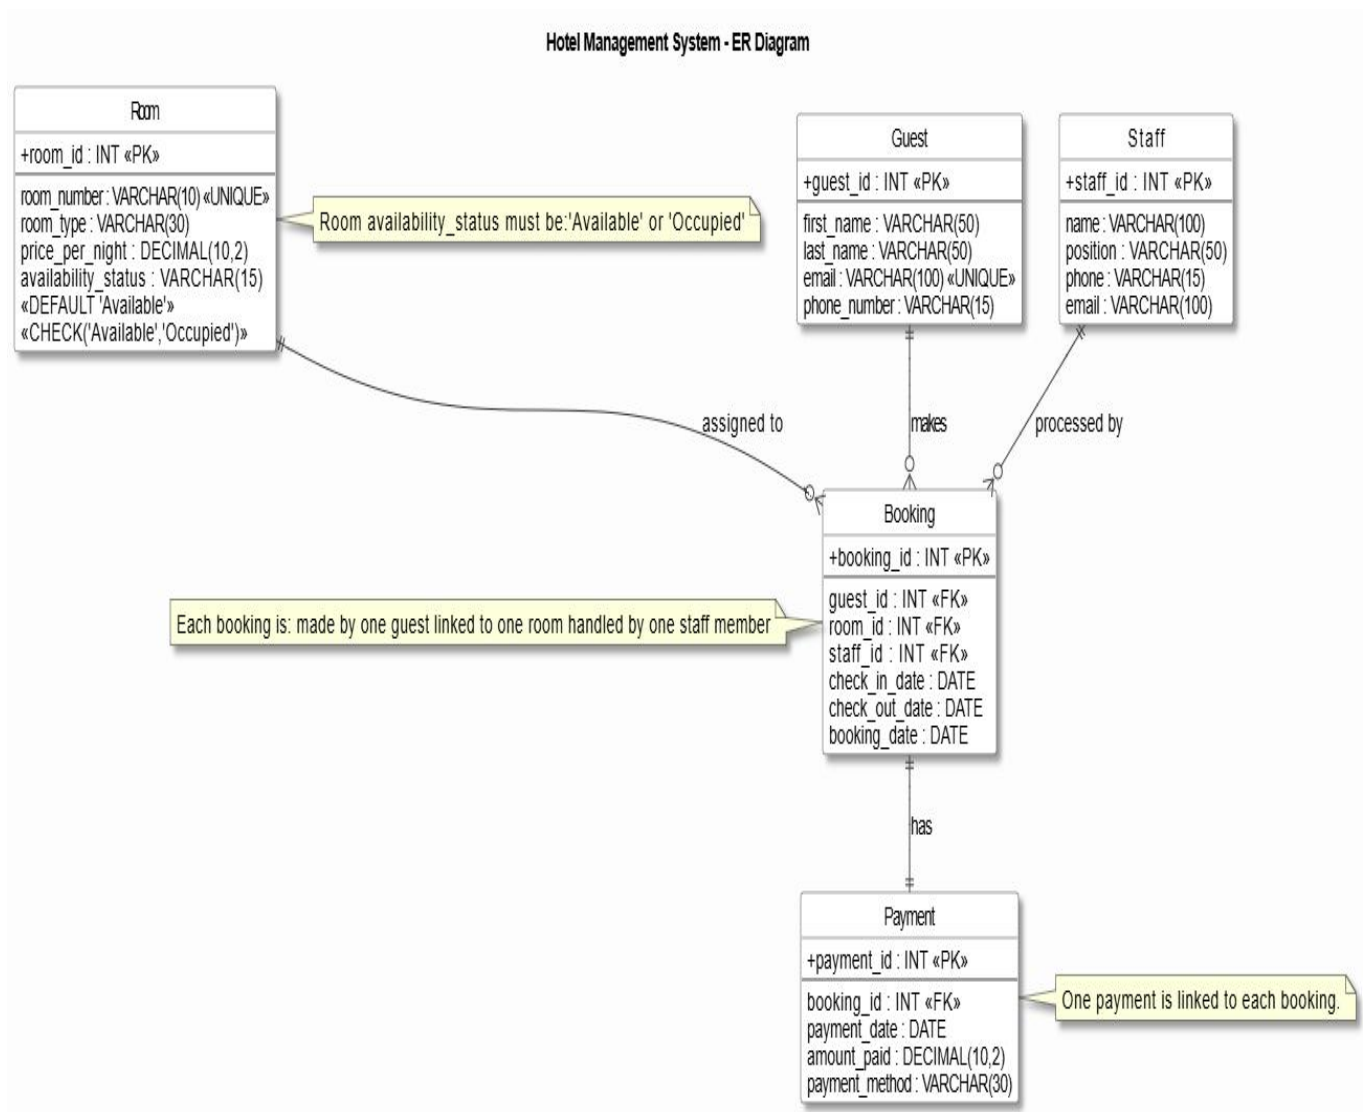 Hotel Management System - ER Diagram
Room
+room_id : INT «PK»
room_number : VARCHAR(10) «UNIQUE»
room_type : VARCHAR(30)
price_per_night : DECIMAL(10,2)
availability_status : VARCHAR(15)
«DEFAULT 'Available'»
«CHECK('Available','Occupied')»
Room availability_status must be:'Available' or 'Occupied'
Guest
+guest_id : INT «PK»
first_name : VARCHAR(50)
last_name : VARCHAR(50)
email : VARCHAR(100) «UNIQUE»
phone_number : VARCHAR(15)
Staff
+staff_id : INT «PK»
name : VARCHAR(100)
position : VARCHAR(50)
phone : VARCHAR(15)
email : VARCHAR(100)
assigned to
makes
processed by
Booking
+booking_id : INT «PK»
guest_id : INT «FK»
room_id : INT «FK»
staff_id : INT «FK»
check_in_date : DATE
check_out_date : DATE
booking_date : DATE
Each booking is: made by one guest linked to one room handled by one staff member
has
Payment
+payment_id : INT «PK»
booking_id : INT «FK»
payment_date : DATE
amount_paid : DECIMAL(10,2)
payment_method : VARCHAR(30)
One payment is linked to each booking.